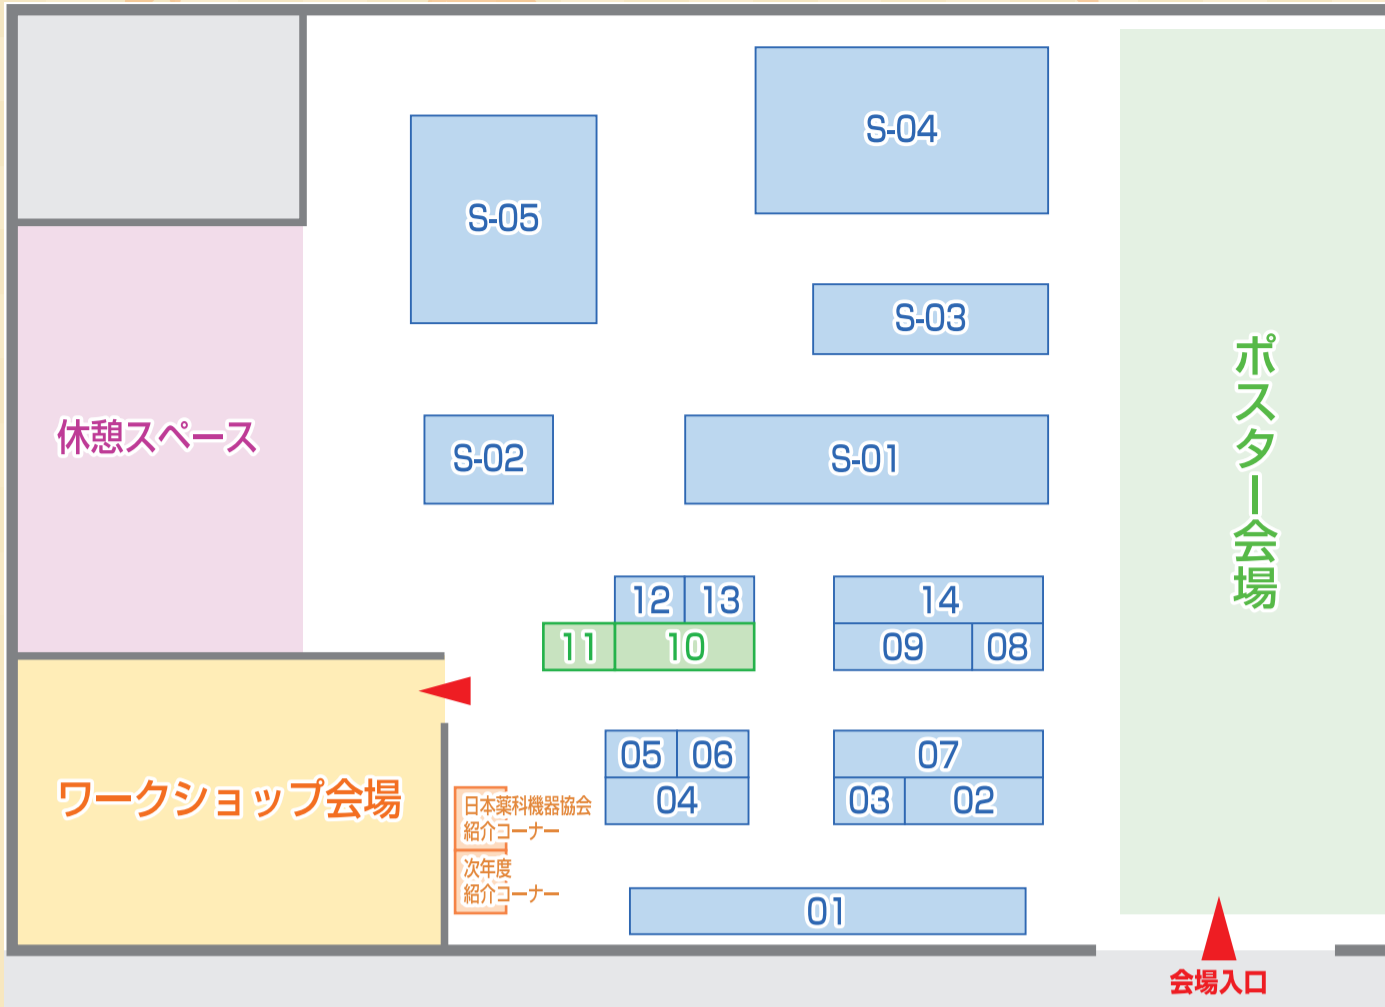 S-04
S-05
S-03
休憩スペース
S-02
S-01
ポスター会場
12
13
14
11
10
09
08
05
06
07
04
03
02
ワークショップ会場
日本薬科機器協会
紹介コーナー
次年度
紹介コーナー
01
会場入口